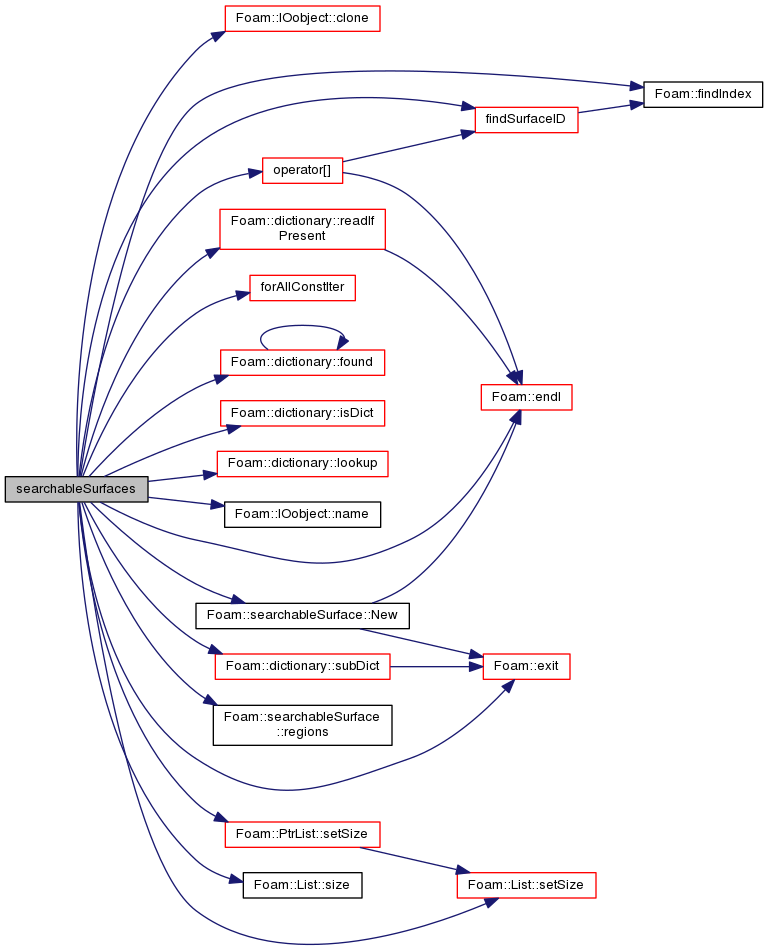 Foam::IOobject::clone
Foam::findIndex
findSurfaceID
operator[]
Foam::dictionary::readIf
Present
forAllConstIter
Foam::dictionary::found
Foam::endl
Foam::dictionary::isDict
Foam::dictionary::lookup
searchableSurfaces
Foam::IOobject::name
Foam::searchableSurface::New
Foam::dictionary::subDict
Foam::exit
Foam::searchableSurface
::regions
Foam::PtrList::setSize
Foam::List::size
Foam::List::setSize